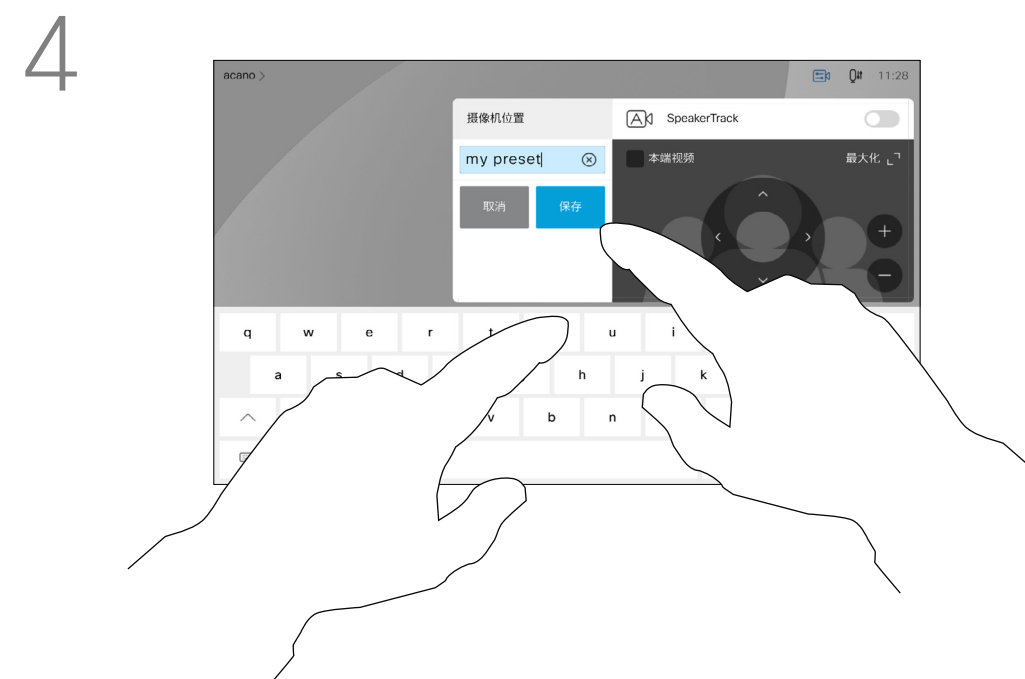 4
acano >
11:28
摄像机位置
SpeakerTrack
my preset
本端视频
最大化
取消
保存
q w e r t u i
a s d h j k
v b n